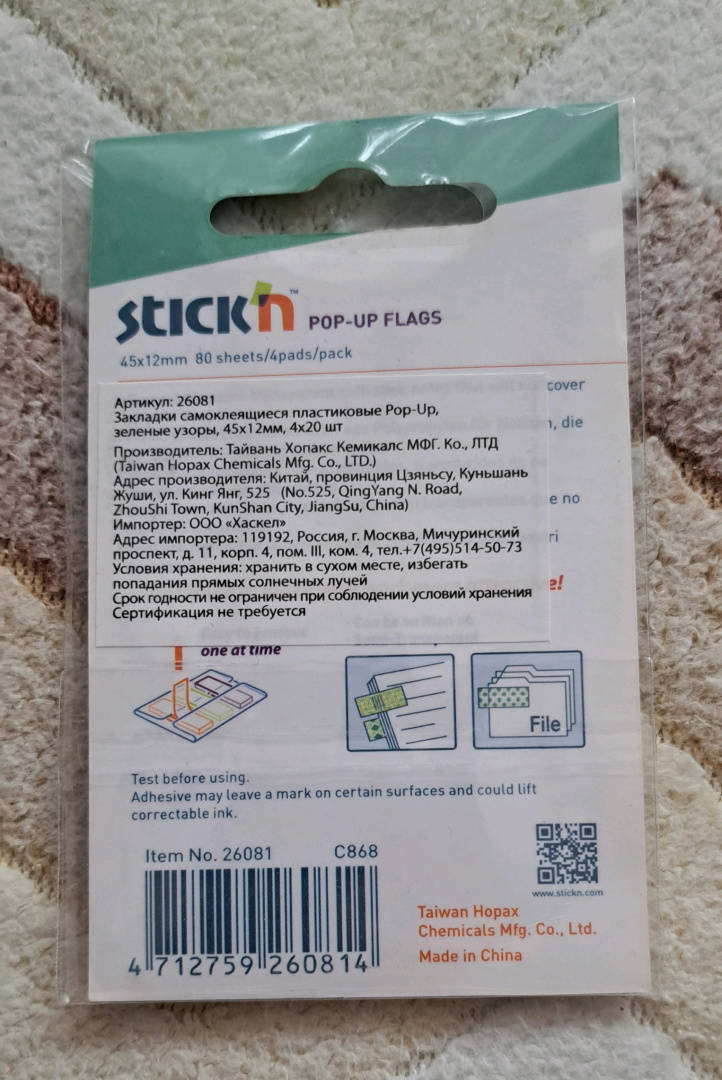 STICK'n™ POP-UP FLAGS
45x12mm 80 sheets/4pads/pack
cover
, die
e no
ri
Артикул: 26081
Закладки самоклеящиеся пластиковые Pop-Up,
зеленые узоры, 45х12мм, 4х20 шт
Производитель: Тайвань Хопакс Кемикалс МФГ. Ко., ЛТД
(Taiwan Hopax Chemicals Mfg. Co., LTD.)
Адрес производителя: Китай, провинция Цзяньсу, Куньшань
Жуши, ул. Кинг Янг, 525 (No.525, QingYang N. Road,
ZhouShi Town, KunShan City, JiangSu, China)
Импортер: ООО «Хаскел»
Адрес импортера: 119192, Россия, г. Москва, Мичуринский
проспект, д. 11, корп. 4, пом. III, ком. 4, тел.+7(495)514-50-73
Условия хранения: хранить в сухом месте, избегать
попадания прямых солнечных лучей
Срок годности не ограничен при соблюдении условий хранения
Сертификация не требуется
e!
one at time
File
Test before using.
Adhesive may leave a mark on certain surfaces and could lift
correctable ink.
Item No. 26081 C868
4 712759 260814
www.stickn.com
Taiwan Hopax
Chemicals Mfg. Co., Ltd.
Made in China